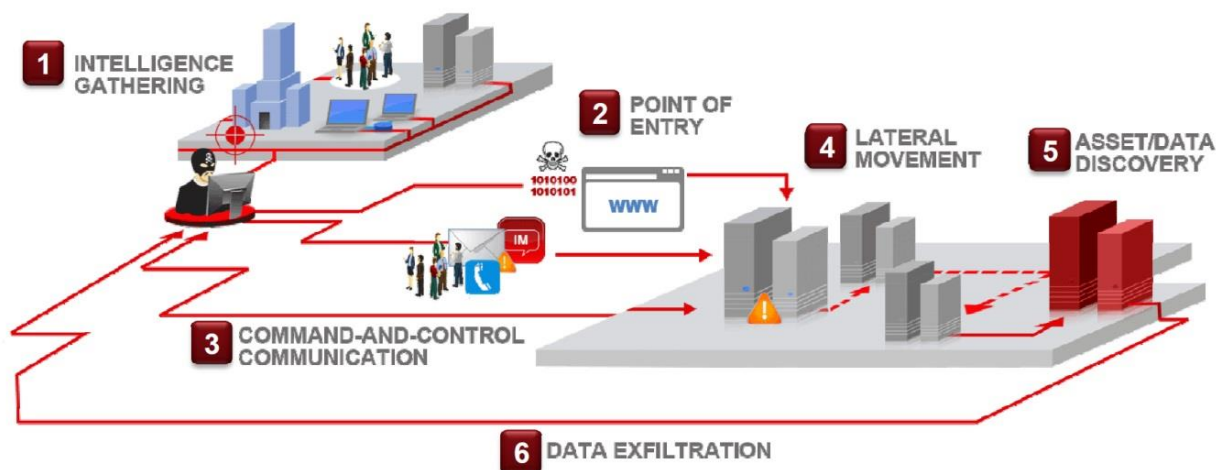 1 INTELLIGENCE
GATHERING
2 POINT OF
ENTRY
1010100
1010101
WWW
IM
3 COMMAND-AND-CONTROL
COMMUNICATION
4 LATERAL
MOVEMENT
5 ASSET/DATA
DISCOVERY
6 DATA EXFILTRATION